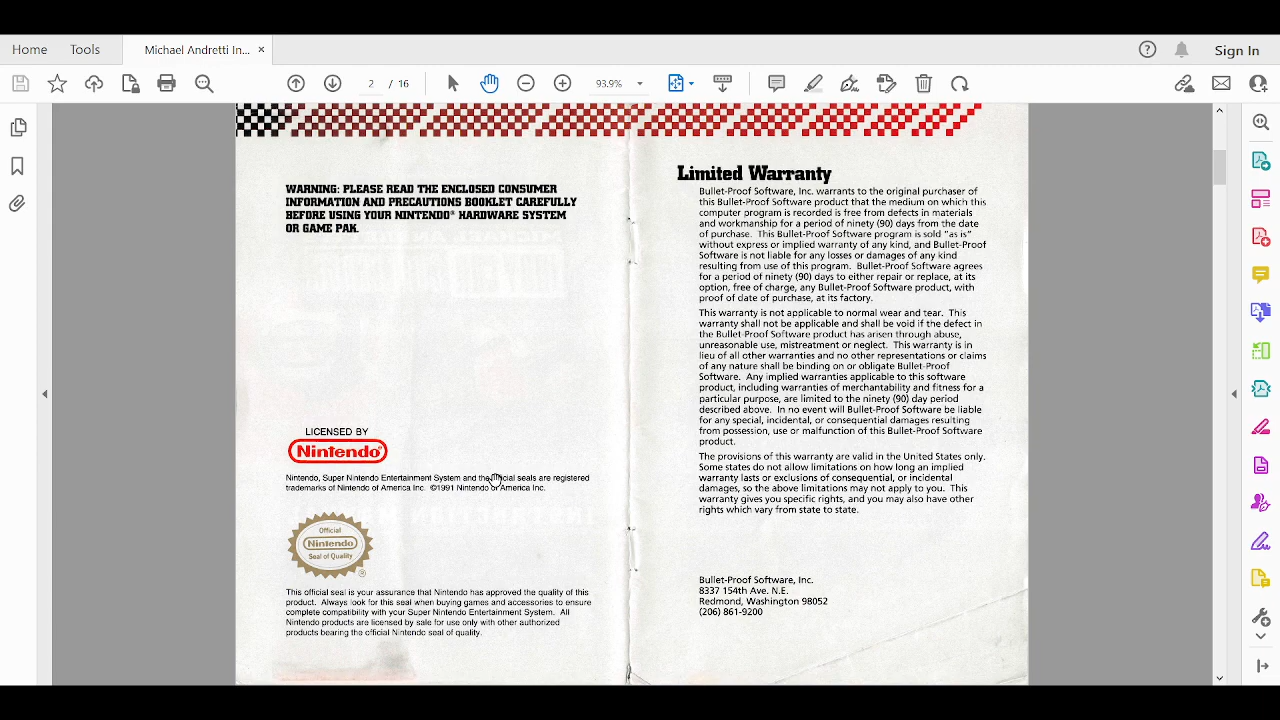 Home
Tools
Michael Andretti In...
×
Sign In
2 / 16
93.9%
WARNING: PLEASE READ THE ENCLOSED CONSUMER
INFORMATION AND PRECAUTIONS BOOKLET CAREFULLY
BEFORE USING YOUR NINTENDO® HARDWARE SYSTEM
OR GAME PAK.
LICENSED BY
Nintendo®
Nintendo, Super Nintendo Entertainment System and the official seals are registered
trademarks of Nintendo of America Inc. ©1991 Nintendo of America Inc.
Official
Nintendo
Seal of Quality
®
This official seal is your assurance that Nintendo has approved the quality of this
product. Always look for this seal when buying games and accessories to ensure
complete compatibility with your Super Nintendo Entertainment System. All
Nintendo products are licensed by sale for use only with other authorized
products bearing the official Nintendo seal of quality.
Limited Warranty
Bullet-Proof Software, Inc. warrants to the original purchaser of
this Bullet-Proof Software product that the medium on which this
computer program is recorded is free from defects in materials
and workmanship for a period of ninety (90) days from the date
of purchase. This Bullet-Proof Software program is sold "as is"
without express or implied warranty of any kind, and Bullet-Proof
Software is not liable for any losses or damages of any kind
resulting from use of this program. Bullet-Proof Software agrees
for a period of ninety (90) days to either repair or replace, at its
option, free of charge, any Bullet-Proof Software product, with
proof of date of purchase, at its factory.
This warranty is not applicable to normal wear and tear. This
warranty shall not be applicable and shall be void if the defect in
the Bullet-Proof Software product has arisen through abuse,
unreasonable use, mistreatment or neglect. This warranty is in
lieu of all other warranties and no other representations or claims
of any nature shall be binding on or obligate Bullet-Proof
Software. Any implied warranties applicable to this software
product, including warranties of merchantability and fitness for a
particular purpose, are limited to the ninety (90) day period
described above. In no event will Bullet-Proof Software be liable
for any special, incidental, or consequential damages resulting
from possession, use or malfunction of this Bullet-Proof Software
product.
The provisions of this warranty are valid in the United States only.
Some states do not allow limitations on how long an implied
warranty lasts or exclusions of consequential, or incidental
damages, so the above limitations may not apply to you. This
warranty gives you specific rights, and you may also have other
rights which vary from state to state.
Bullet-Proof Software, Inc.
8337 154th Ave. N.E.
Redmond, Washington 98052
(206) 861-9200